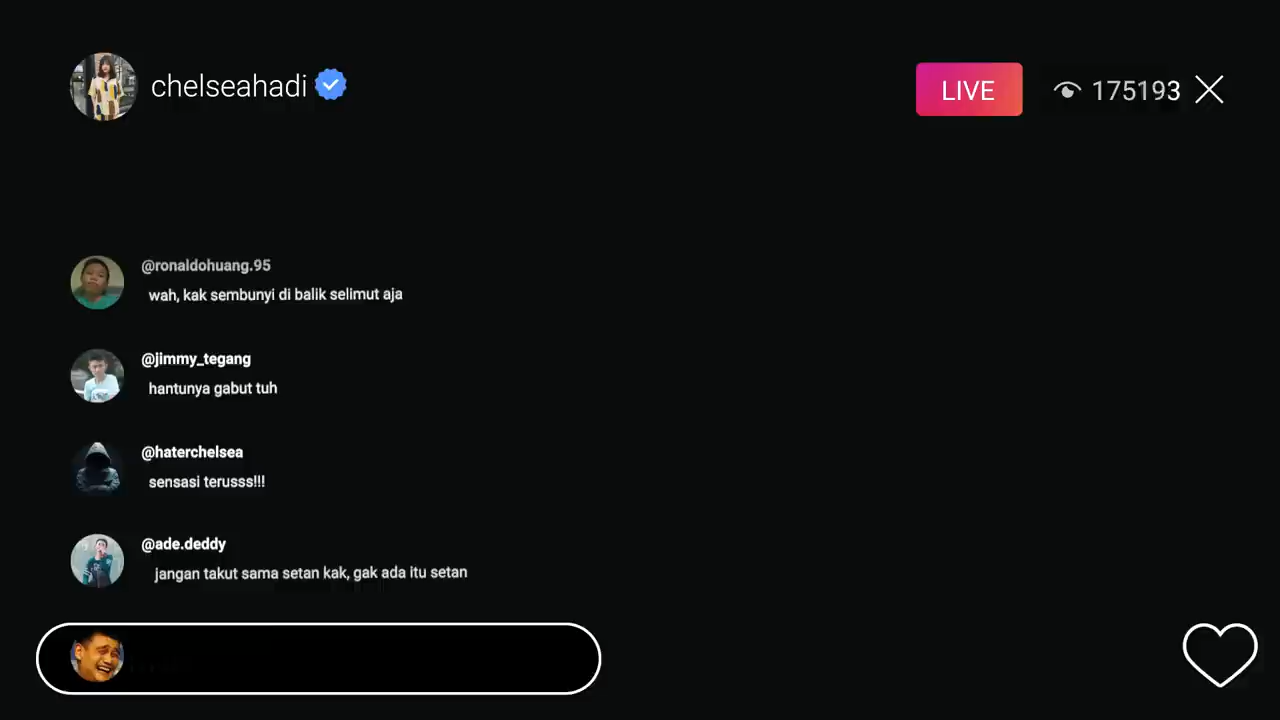 chelseahadi
LIVE
175193
@ronaldohuang.95
wah, kak sembunyi di balik selimut aja
@jimmy_tegang
hantunya gabut tuh
@haterchelsea
sensasi terusss!!!
@ade.deddy
jangan takut sama setan kak, gak ada itu setan